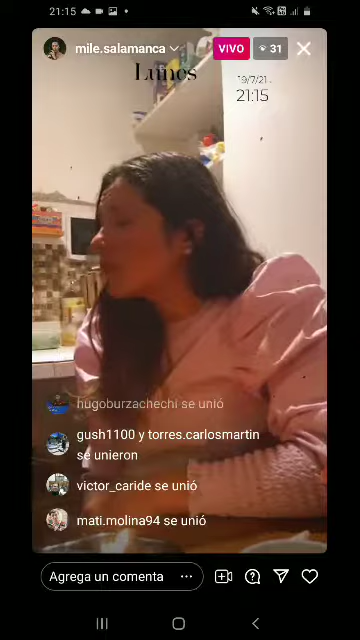 21:15
mile.salamanca
VIVO
31
Lunes
19/7/21
21:15
hugoburzachechi se unió
gush1100 y torres.carlosmartin
se unieron
victor_caride se unió
mati.molina94 se unió
Agrega un comenta